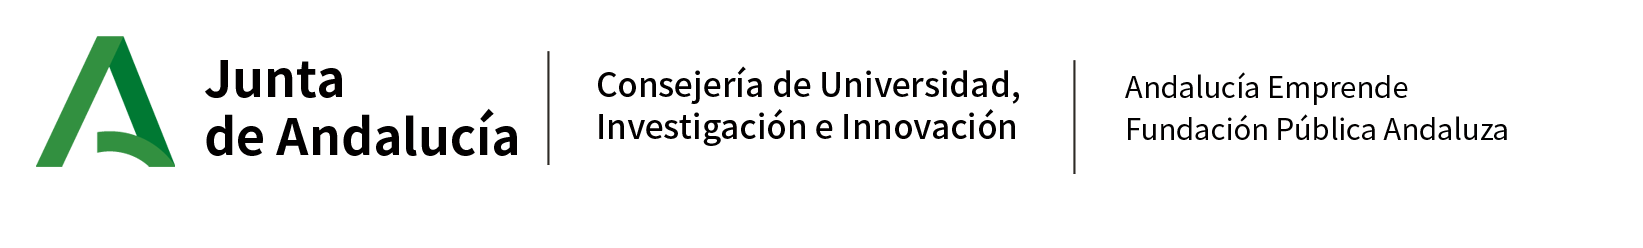 Junta
de Andalucía
Consejería de Universidad,
Investigación e Innovación
Andalucía Emprende
Fundación Pública Andaluza